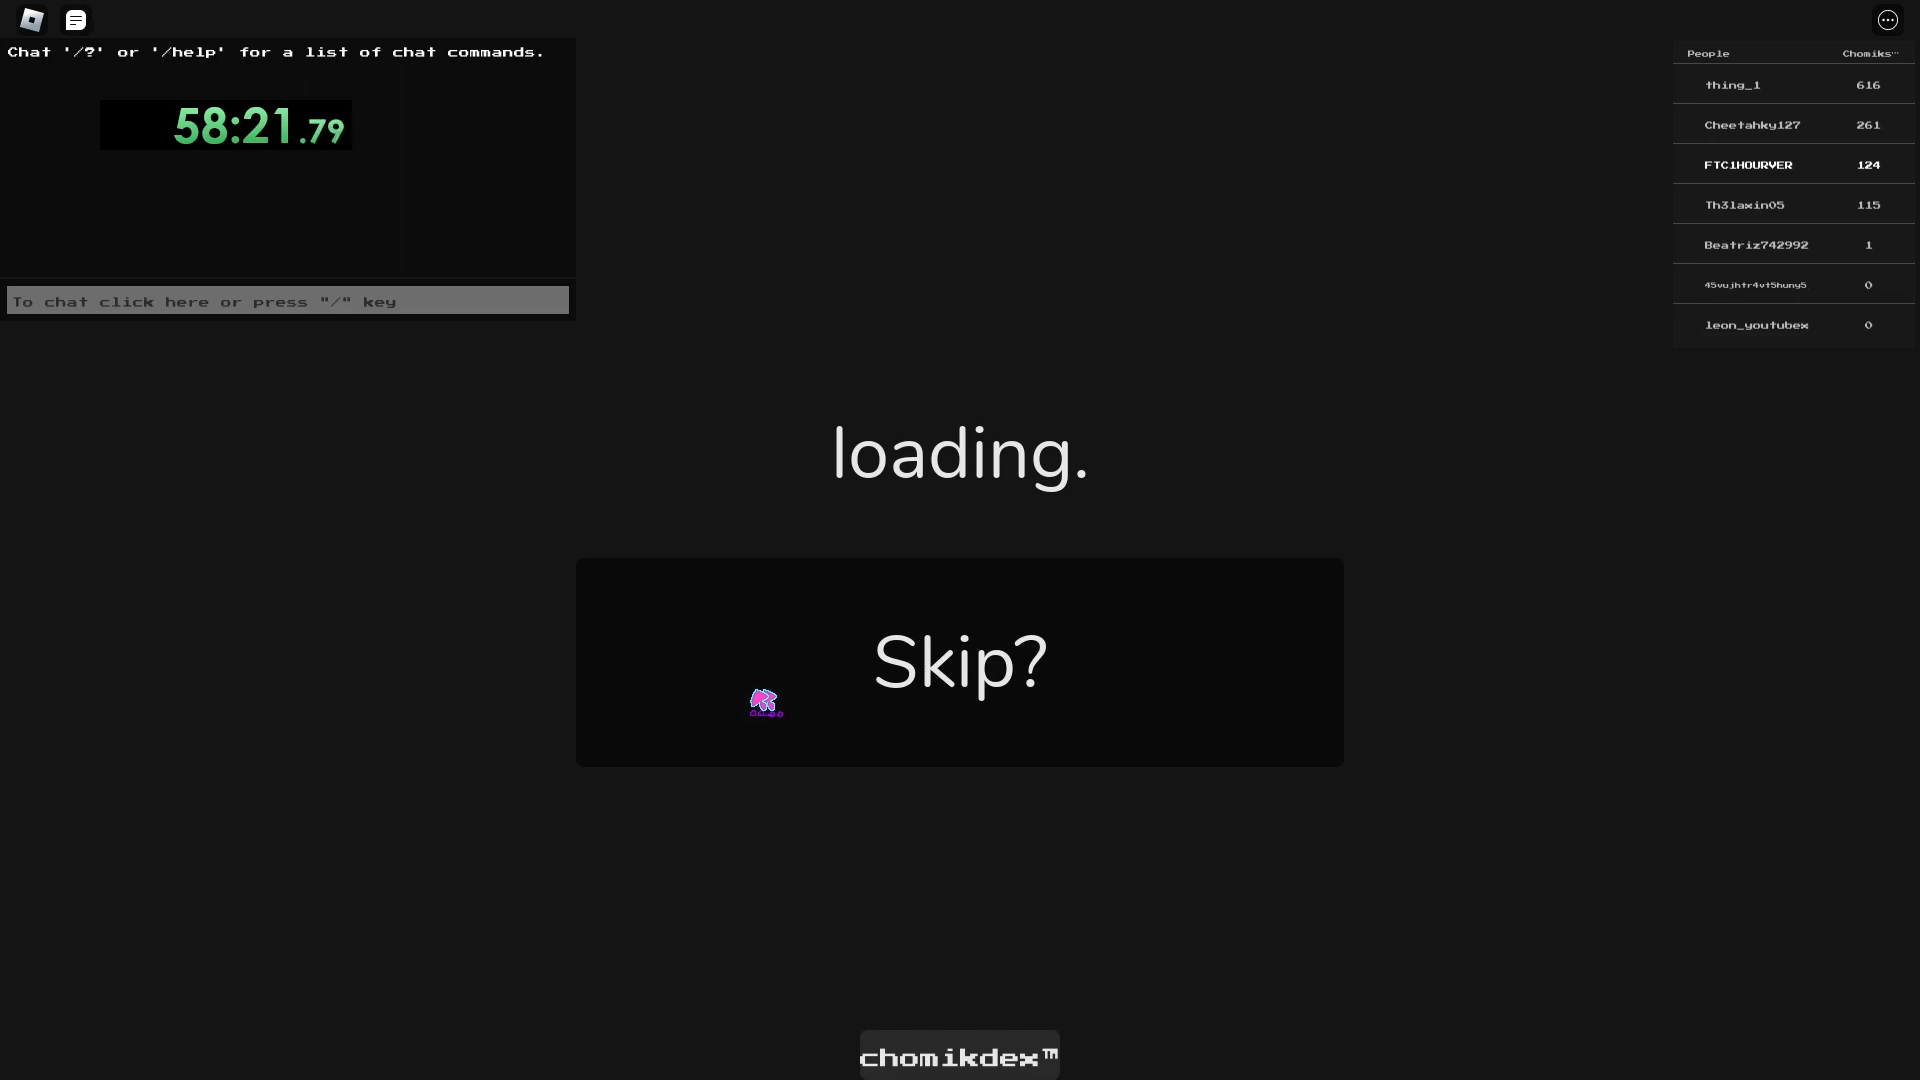 Chat '/?' or '/help' for a list of chat commands.
58:21.79
To chat click here or press "/" key
People Chomiks…
thing_1 616
Cheetahky127 261
FTC1HOURVER 124
Th3laxin05 115
Beatriz742992 1
45vujhtr4vt5huny5 0
leon_youtubex 0
loading.
Skip?
chomikdex™